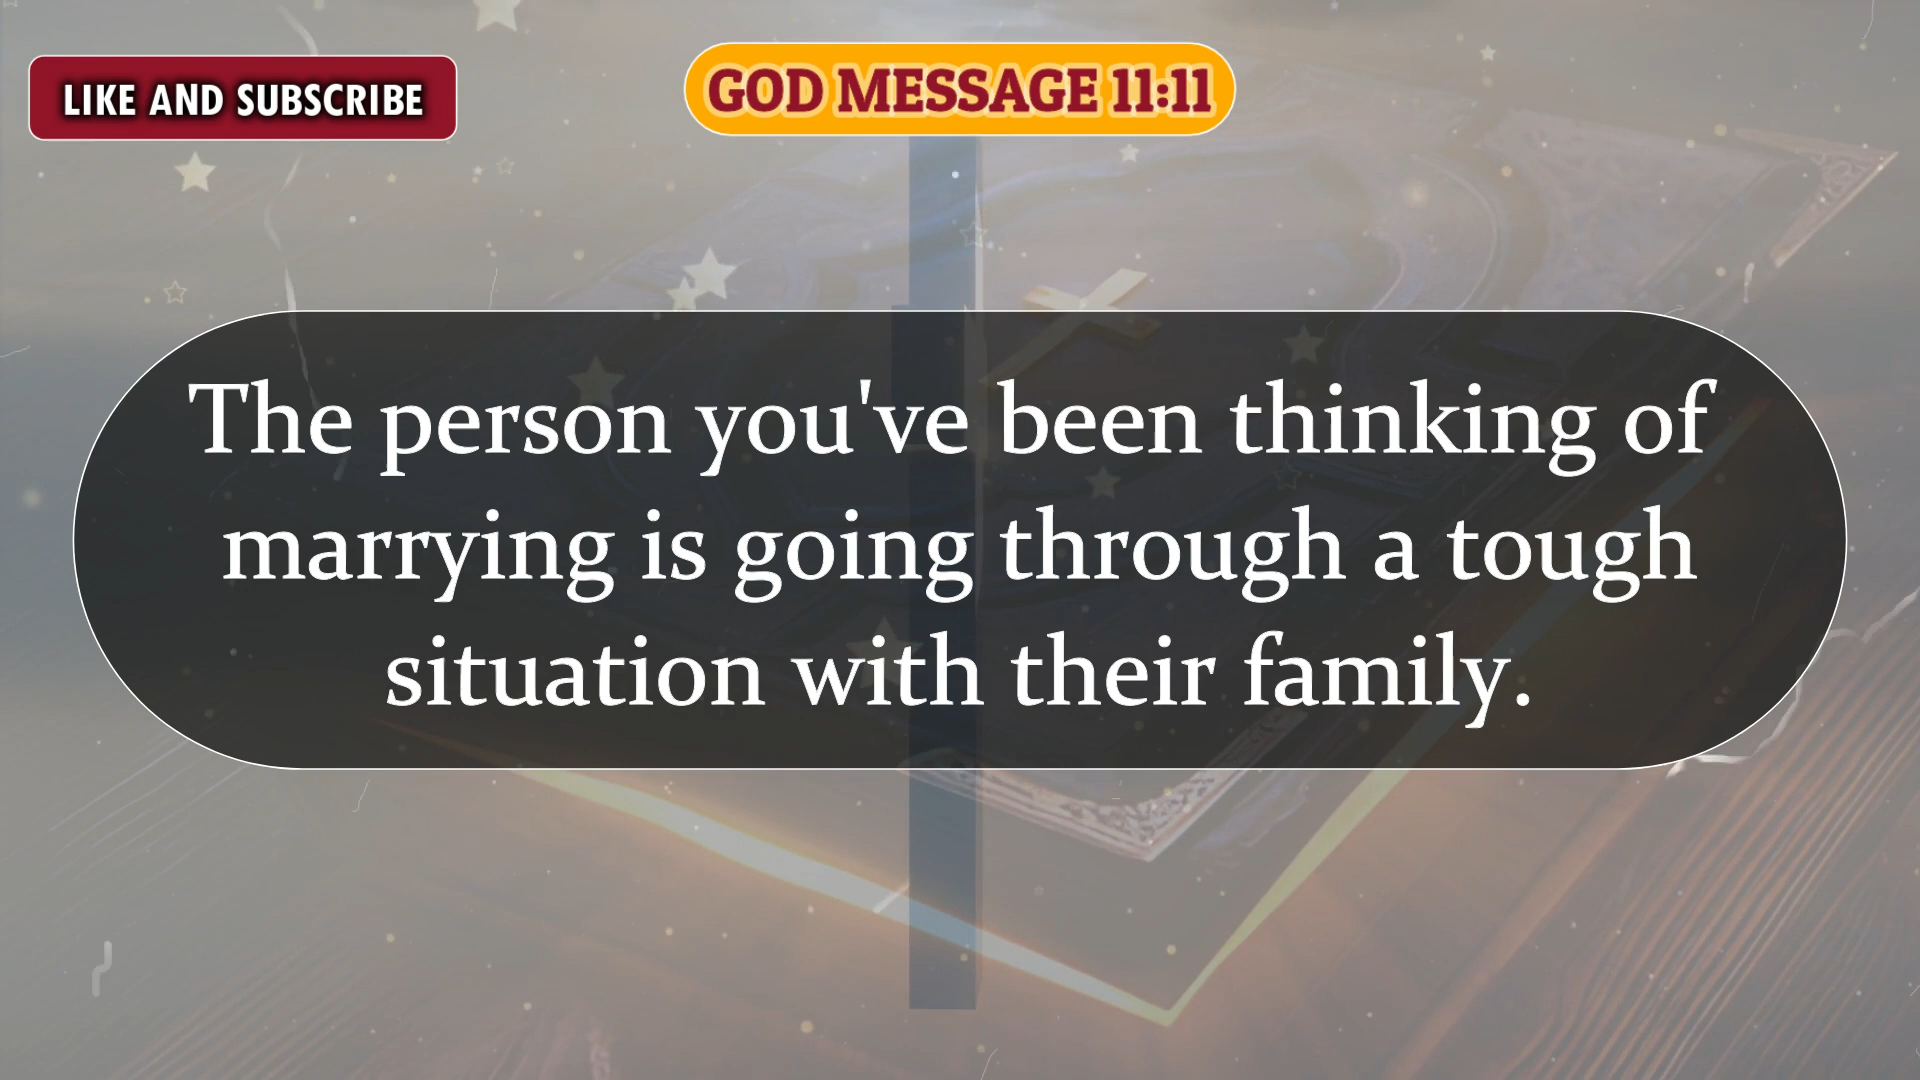 LIKE AND SUBSCRIBE
GOD MESSAGE 11:11
The person you've been thinking of
marrying is going through a tough
situation with their family.